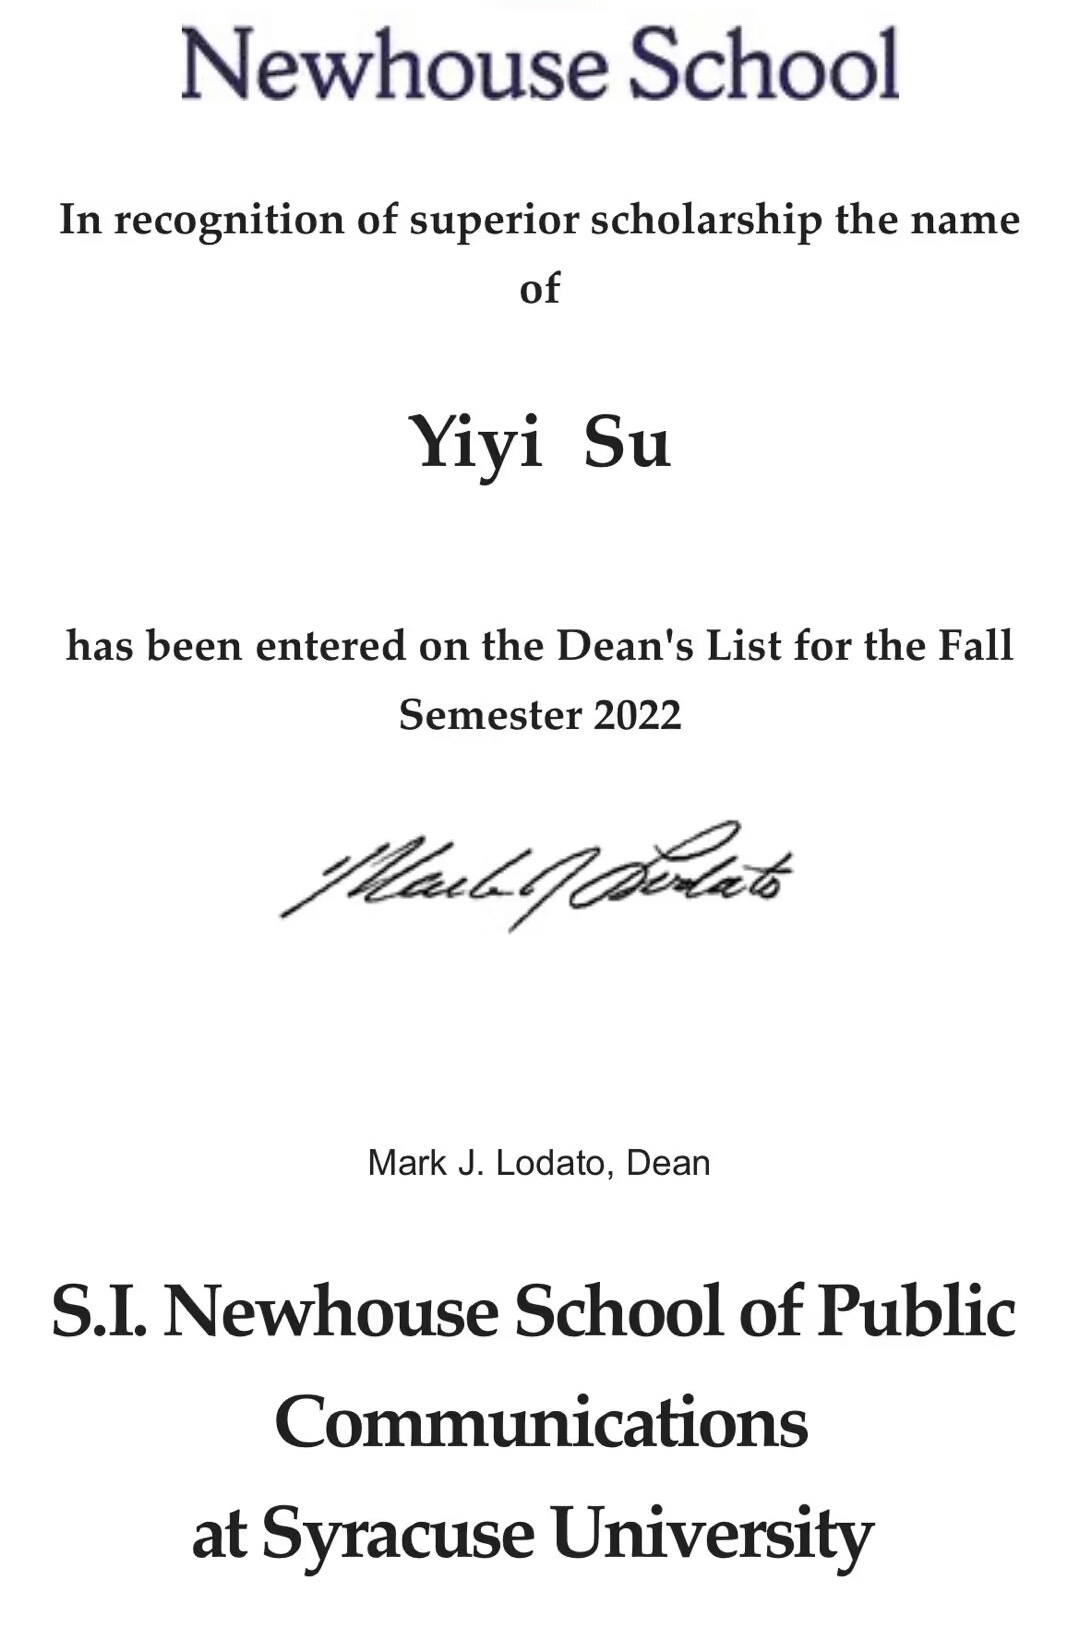 Newhouse School
In recognition of superior scholarship the name
of
Yiyi Su
has been entered on the Dean's List for the Fall
Semester 2022
Mark J Lodato
Mark J. Lodato, Dean
S.I. Newhouse School of Public
Communications
at Syracuse University